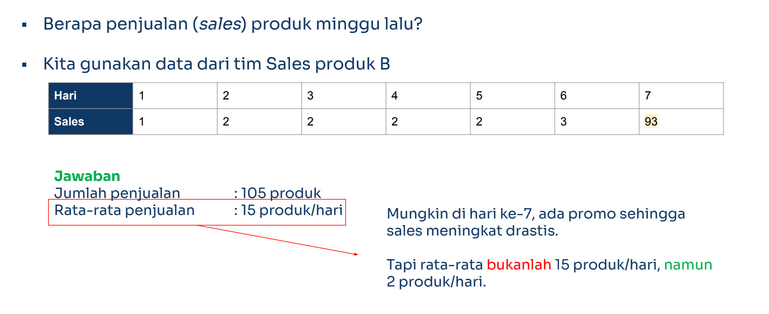 ▪ Berapa penjualan (sales) produk minggu lalu?
▪ Kita gunakan data dari tim Sales produk B
Hari 1 2 3 4 5 6 7
Sales 1 2 2 2 2 3 93
Jawaban
Jumlah penjualan : 105 produk
Rata-rata penjualan : 15 produk/hari
Mungkin di hari ke-7, ada promo sehingga
sales meningkat drastis.
Tapi rata-rata bukanlah 15 produk/hari, namun
2 produk/hari.